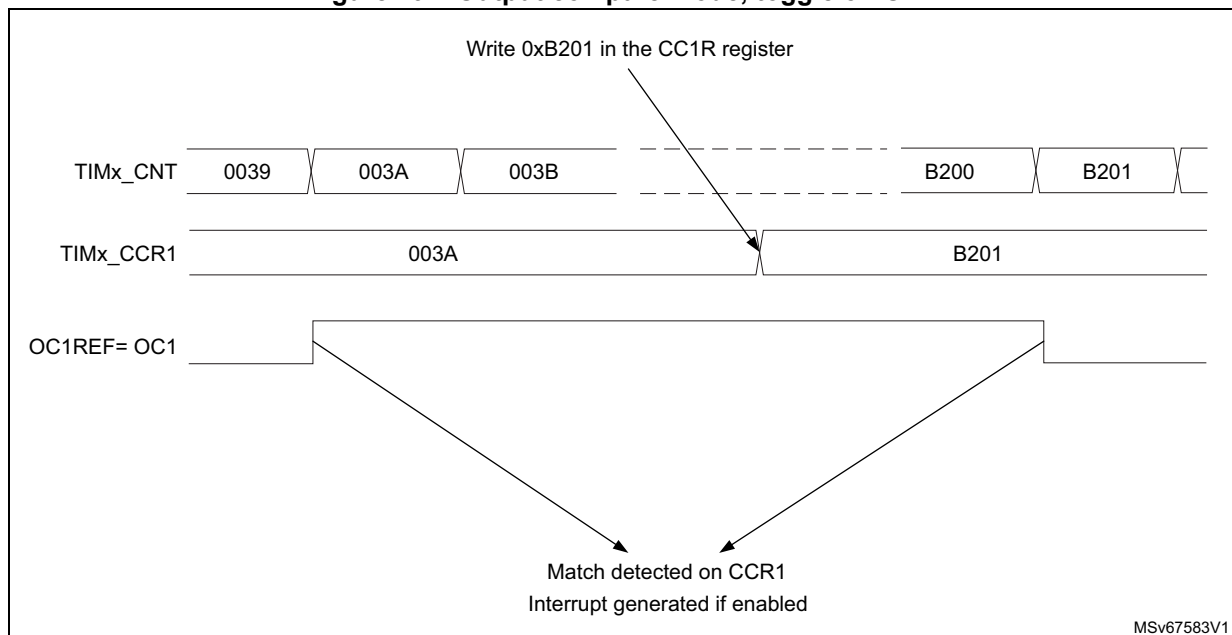 Write 0xB201 in the CC1R register
TIMx_CNT 0039 003A 003B B200 B201
TIMx_CCR1 003A B201
OC1REF= OC1
Match detected on CCR1
Interrupt generated if enabled
MSv67583V1